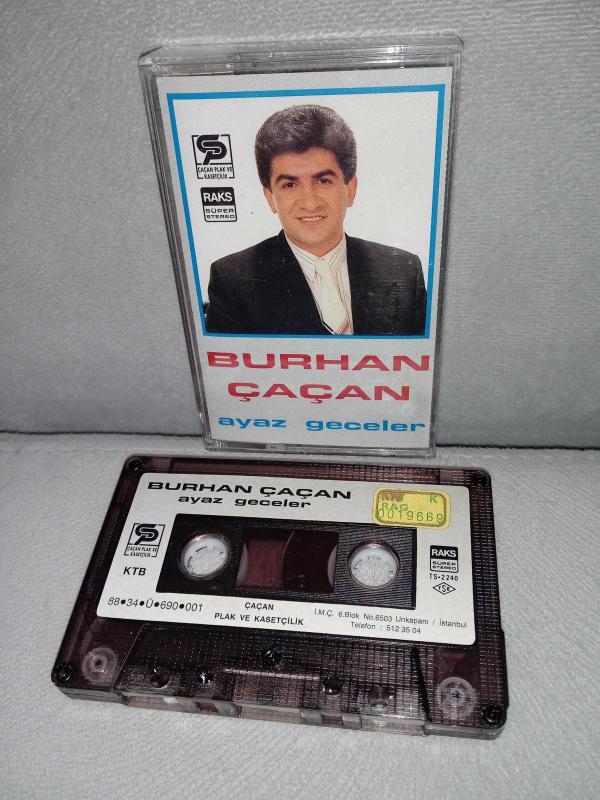 ÇAÇAN PLAK VE
KASETÇİLİK
RAKS
SÜPER
STEREO
BURHAN
ÇAÇAN
ayaz geceler
BURHAN ÇAÇAN
ayaz geceler
K
RAG
0019669
ÇAÇAN PLAK VE
KASETÇİLİK
KTB
RAKS
SÜPER
STEREO
TS-2240
TSK
88•34•Ü•690•001
ÇAÇAN
PLAK VE KASETÇİLİK
İ.M.Ç. 6.Blok No.6503 Unkapanı / İstanbul
Telefon : 512 35 04